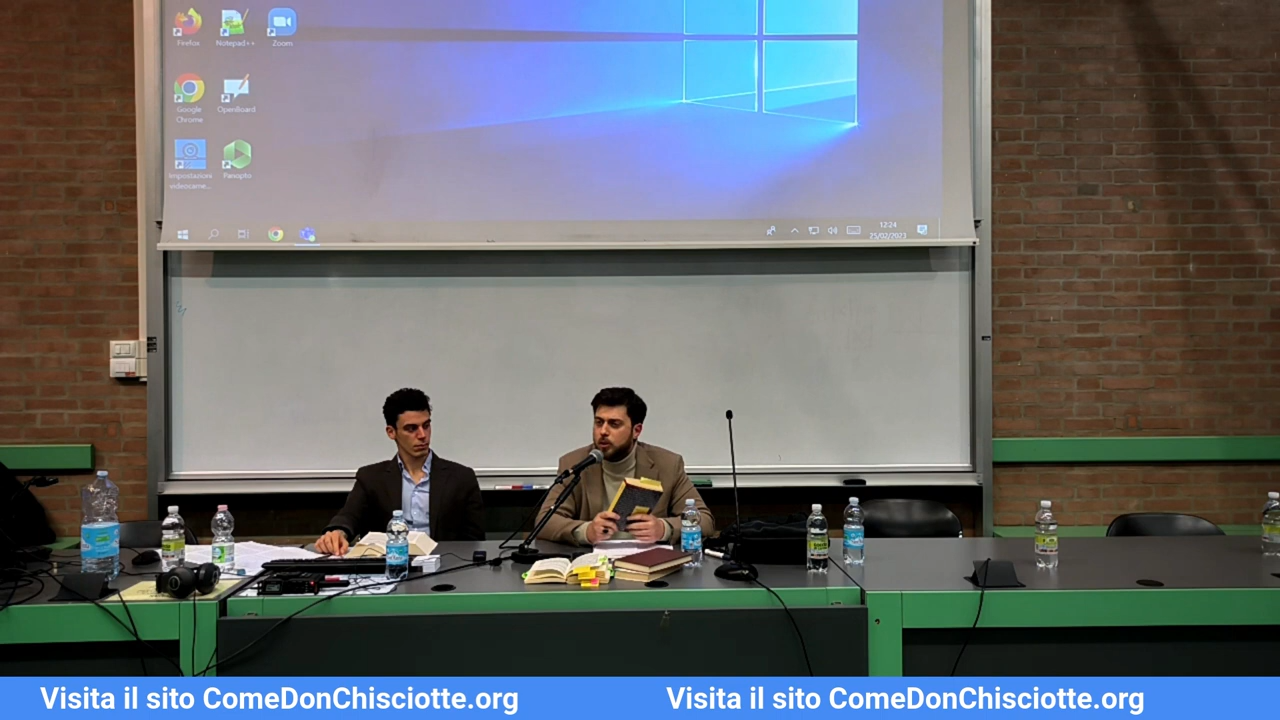 Firefox
Notepad++
Zoom
Google
Chrome
OpenBoard
Impostazioni
videocame...
Panopto
12:24
25/02/2023
Visita il sito ComeDonChisciotte.org
Visita il sito ComeDonChisciotte.org